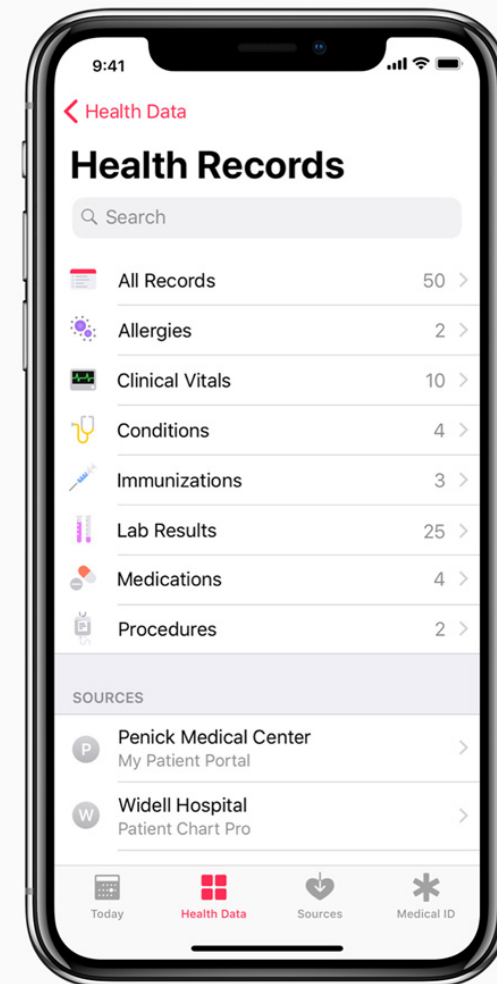 9:41
Health Data
Health Records
Search
All Records 50
Allergies 2
Clinical Vitals 10
Conditions 4
Immunizations 3
Lab Results 25
Medications 4
Procedures 2
SOURCES
P Penick Medical Center
My Patient Portal
W Widell Hospital
Patient Chart Pro
Today Health Data Sources Medical ID